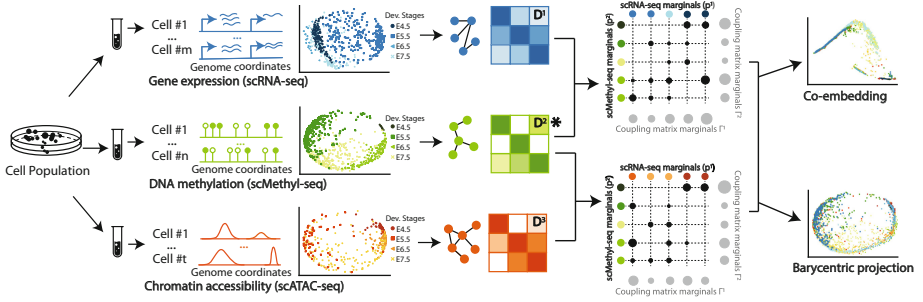 Cell Population
Cell #1
...
...
Cell #m
Genome coordinates
Gene expression (scRNA-seq)
Dev. Stages
E4.5
E5.5
E6.5
E7.5
D¹
Cell #1
...
...
Cell #n
Genome coordinates
DNA methylation (scMethyl-seq)
Dev. Stages
E4.5
E5.5
E6.5
E7.5
D²
*
Cell #1
...
...
Cell #t
Genome coordinates
Chromatin accessibility (scATAC-seq)
Dev. Stages
E4.5
E5.5
E6.5
E7.5
D³
scRNA-seq marginals (p¹)
scMethyl-seq marginals (p²)
Coupling matrix marginals Γ²
Coupling matrix marginals Γ¹
scRNA-seq marginals (p¹)
scMethyl-seq marginals (p²)
Coupling matrix marginals Γ²
Coupling matrix marginals Γ¹
Co-embedding
Barycentric projection